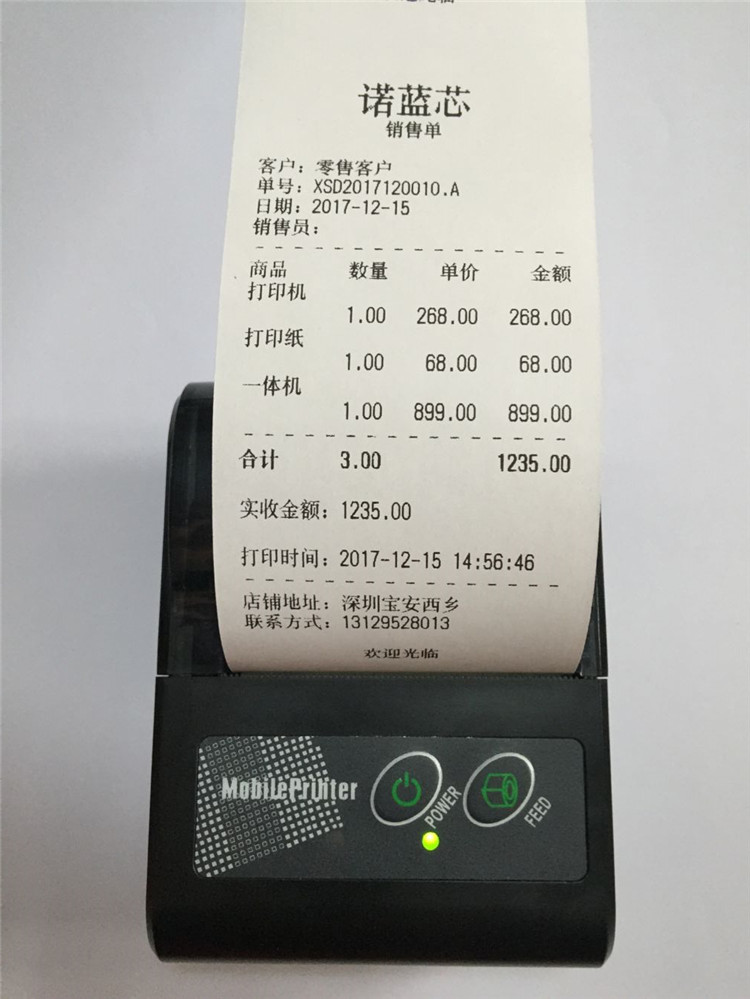 诺蓝芯
销售单
客户：零售客户
单号：XSD2017120010.A
日期：2017-12-15
销售员：
商品 数量 单价 金额
打印机
1.00 268.00 268.00
打印纸
1.00 68.00 68.00
一体机
1.00 899.00 899.00
合计 3.00 1235.00
实收金额：1235.00
打印时间：2017-12-15 14:56:46
店铺地址：深圳宝安西乡
联系方式：13129528013
欢迎光临
MobilePrinter
POWER
FEED